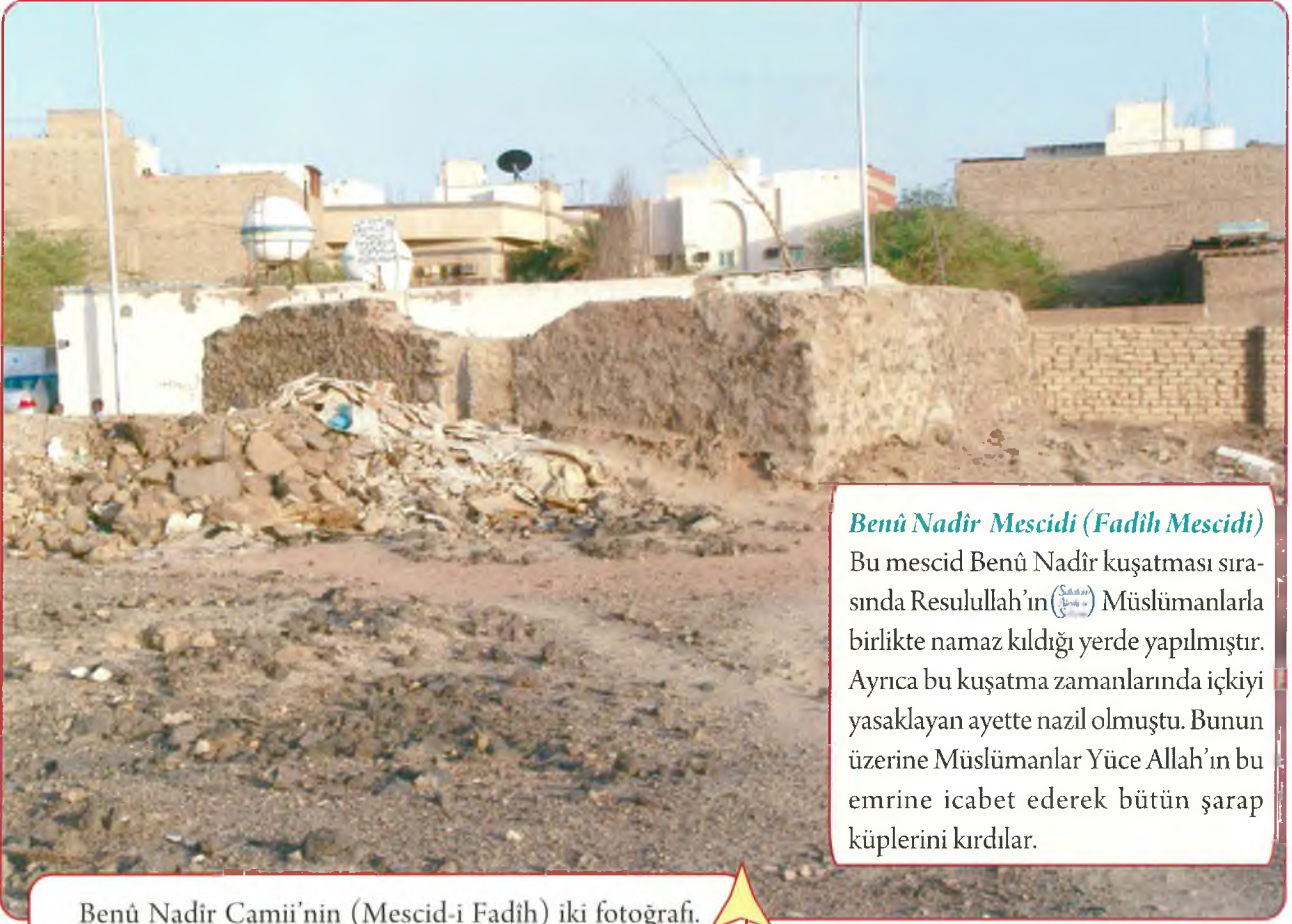 Benû Nadîr Mescidi (Fadîh Mescidi)
Bu mescid Benû Nadîr kuşatması sıra-
sında Resulullah'ın Müslümanlarla
birlikte namaz kıldığı yerde yapılmıştır.
Ayrıca bu kuşatma zamanlarında içkiyi
yasaklayan ayette nazil olmuştu. Bunun
üzerine Müslümanlar Yüce Allah'ın bu
emrine icabet ederek bütün şarap
küplerini kırdılar.
Benû Nadîr Camii'nin (Mescid-i Fadîh) iki fotoğrafı.